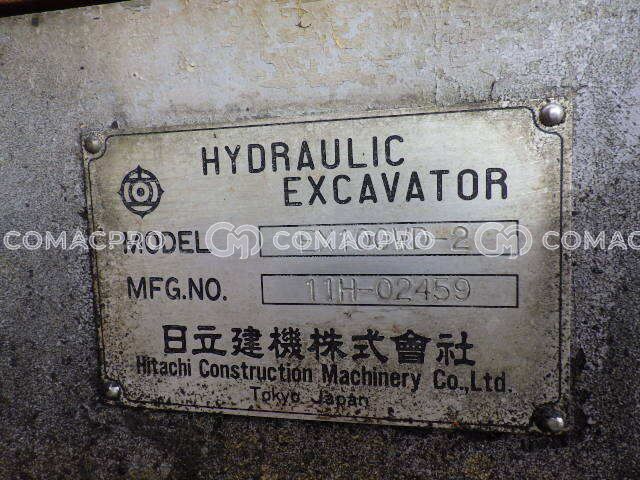 HYDRAULIC
EXCAVATOR
MODEL
MFG.NO. 11H-02459
日立建機株式會社
Hitachi Construction Machinery Co.,Ltd.
Tokyo Japan
COMACPRO COMACPRO COMACPRO